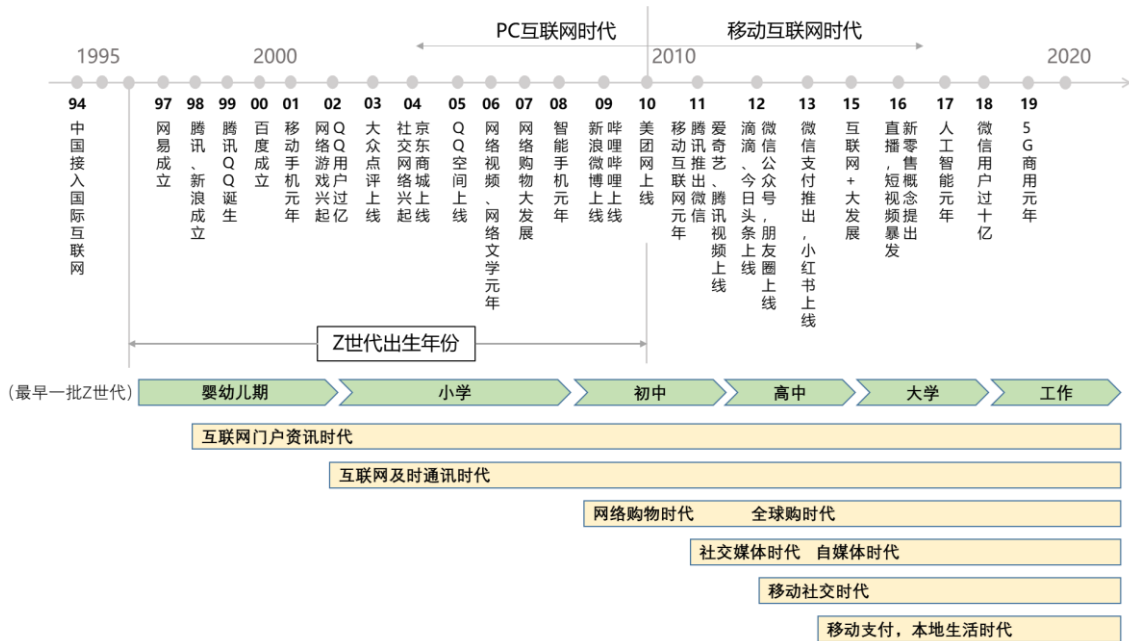 PC互联网时代 移动互联网时代
1995 2000 2010 2020
94 97 98 99 00 01 02 03 04 05 06 07 08 09 10 11 12 13 15 16 17 18 19
中国接入国际互联网
网易成立
腾讯、新浪成立
腾讯QQ诞生
百度成立
移动手机元年
网络游戏兴起
QQ用户过亿
大众点评上线
社交网络兴起
京东商城上线
QQ空间上线
网络视频、网络文学元年
网络购物大发展
智能手机元年
新浪微博上线
哔哩哔哩上线
美团网上线
移动互联网元年
腾讯推出微信
爱奇艺、腾讯视频上线
滴滴、今日头条上线
微信公众号,朋友圈上线
微信支付推出,小红书上线
互联网+大发展
直播,短视频暴发
新零售概念提出
人工智能元年
微信用户过十亿
5G商用元年
Z世代出生年份
(最早一批Z世代) 婴幼儿期 小学 初中 高中 大学 工作
互联网门户资讯时代
互联网及时通讯时代
网络购物时代 全球购时代
社交媒体时代 自媒体时代
移动社交时代
移动支付，本地生活时代